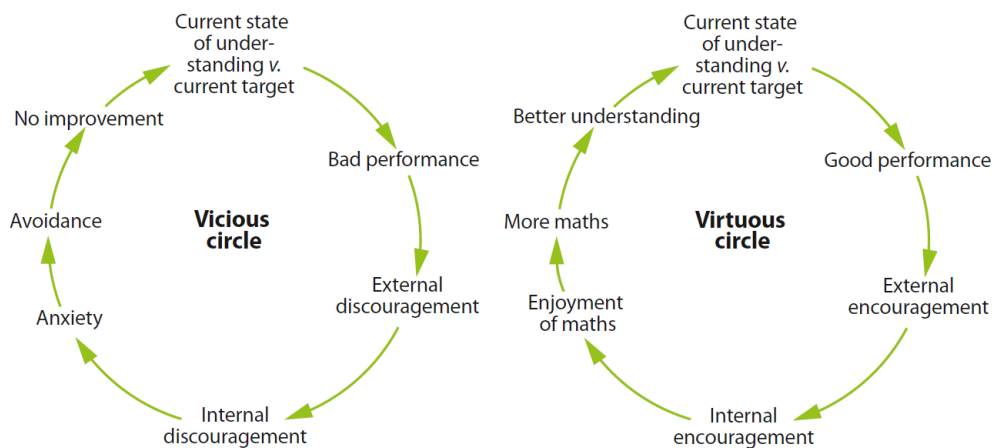 Current state
of under-
standing v.
current target
Bad performance
External
discouragement
Internal
discouragement
Anxiety
Avoidance
No improvement
Vicious
circle
Current state
of under-
standing v.
current target
Good performance
External
encouragement
Internal
encouragement
Enjoyment
of maths
More maths
Better understanding
Virtuous
circle